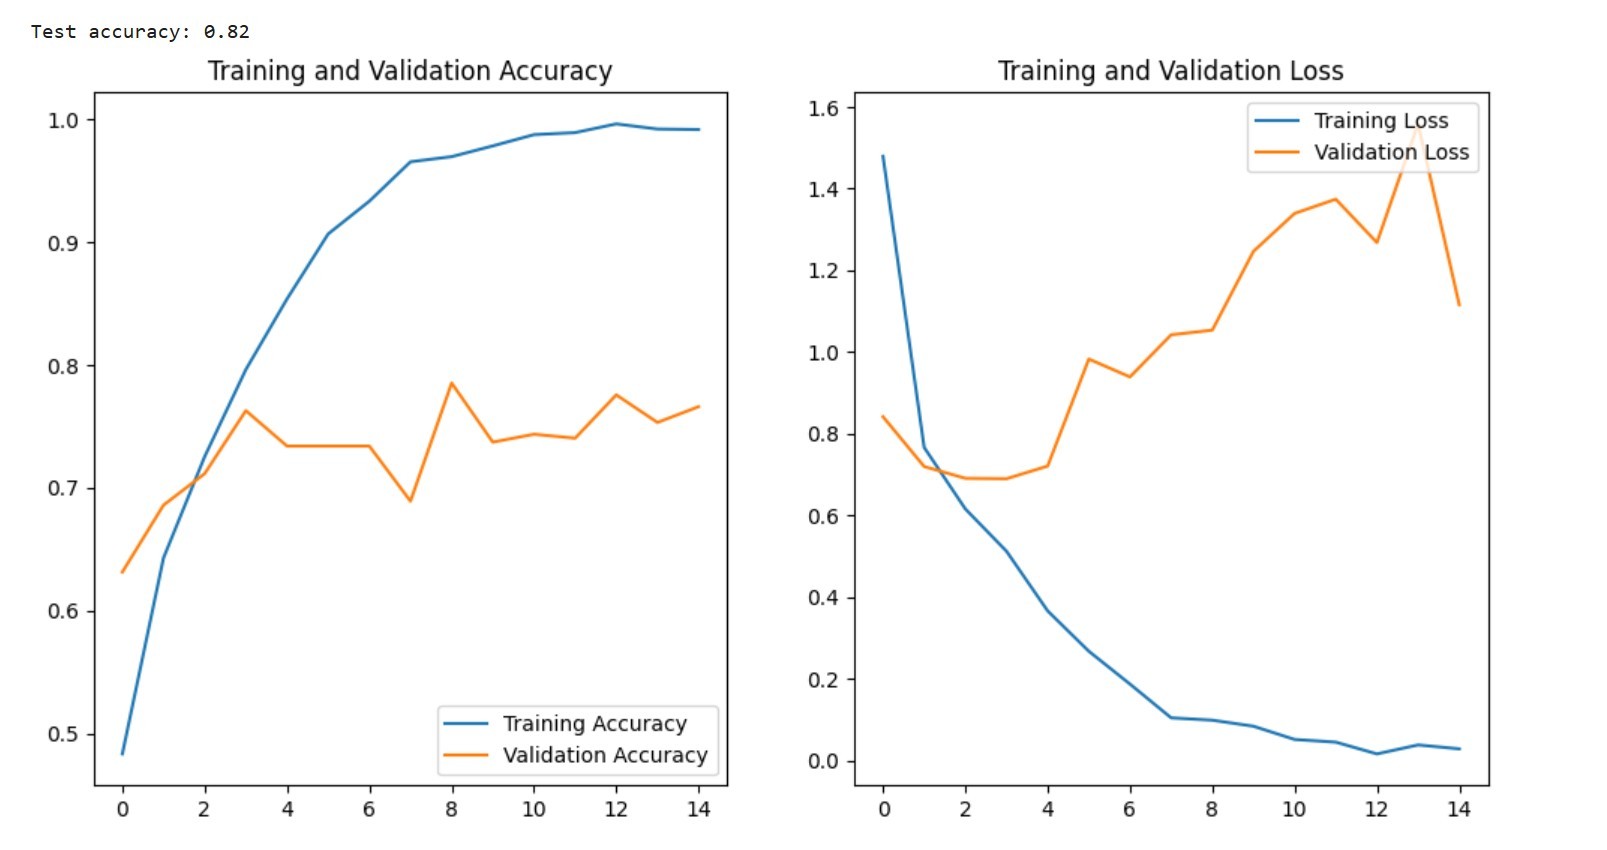 Test accuracy: 0.82
Training and Validation Accuracy
1.0
0.9
0.8
0.7
0.6
0.5
0 2 4 6 8 10 12 14
Training Accuracy
Validation Accuracy
Training and Validation Loss
1.6
1.4
1.2
1.0
0.8
0.6
0.4
0.2
0.0
0 2 4 6 8 10 12 14
Training Loss
Validation Loss